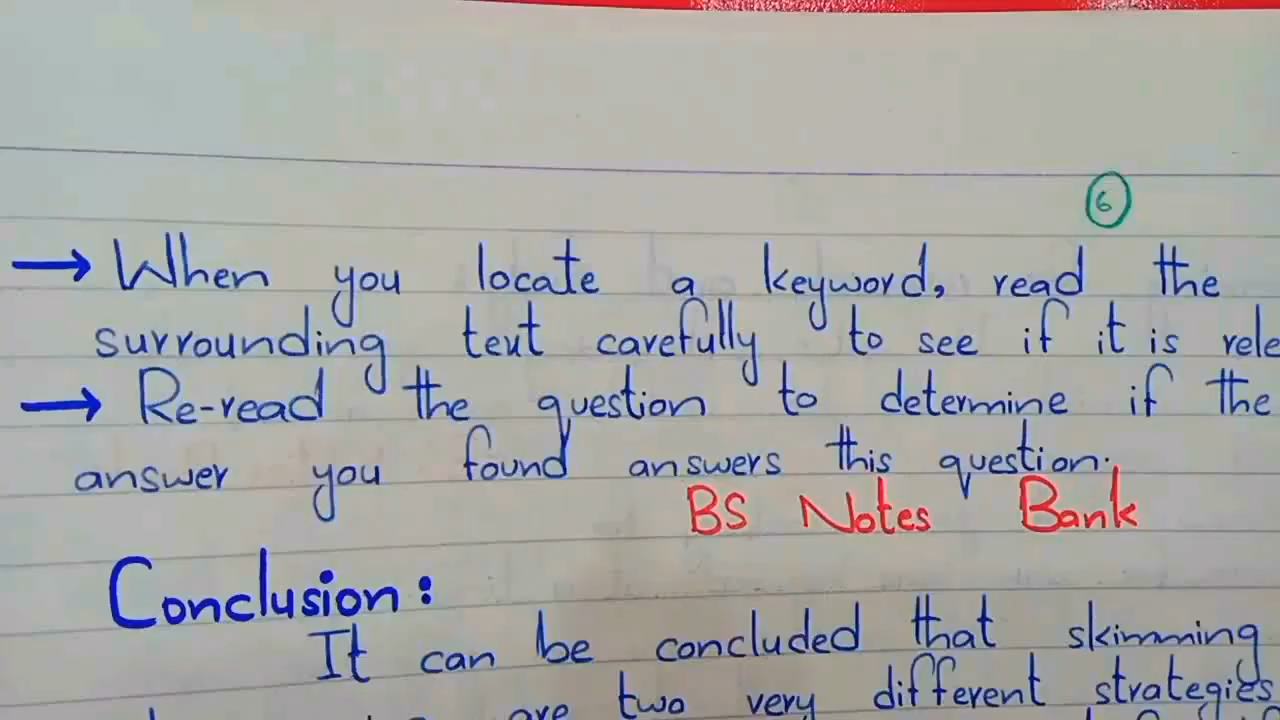 6
→ When you locate a keyword, read the
surrounding text carefully to see if it is rele
→ Re-read the question to determine if the
answer you found answers this question.
BS Notes Bank
Conclusion:
It can be concluded that skimming
are two very different strategies